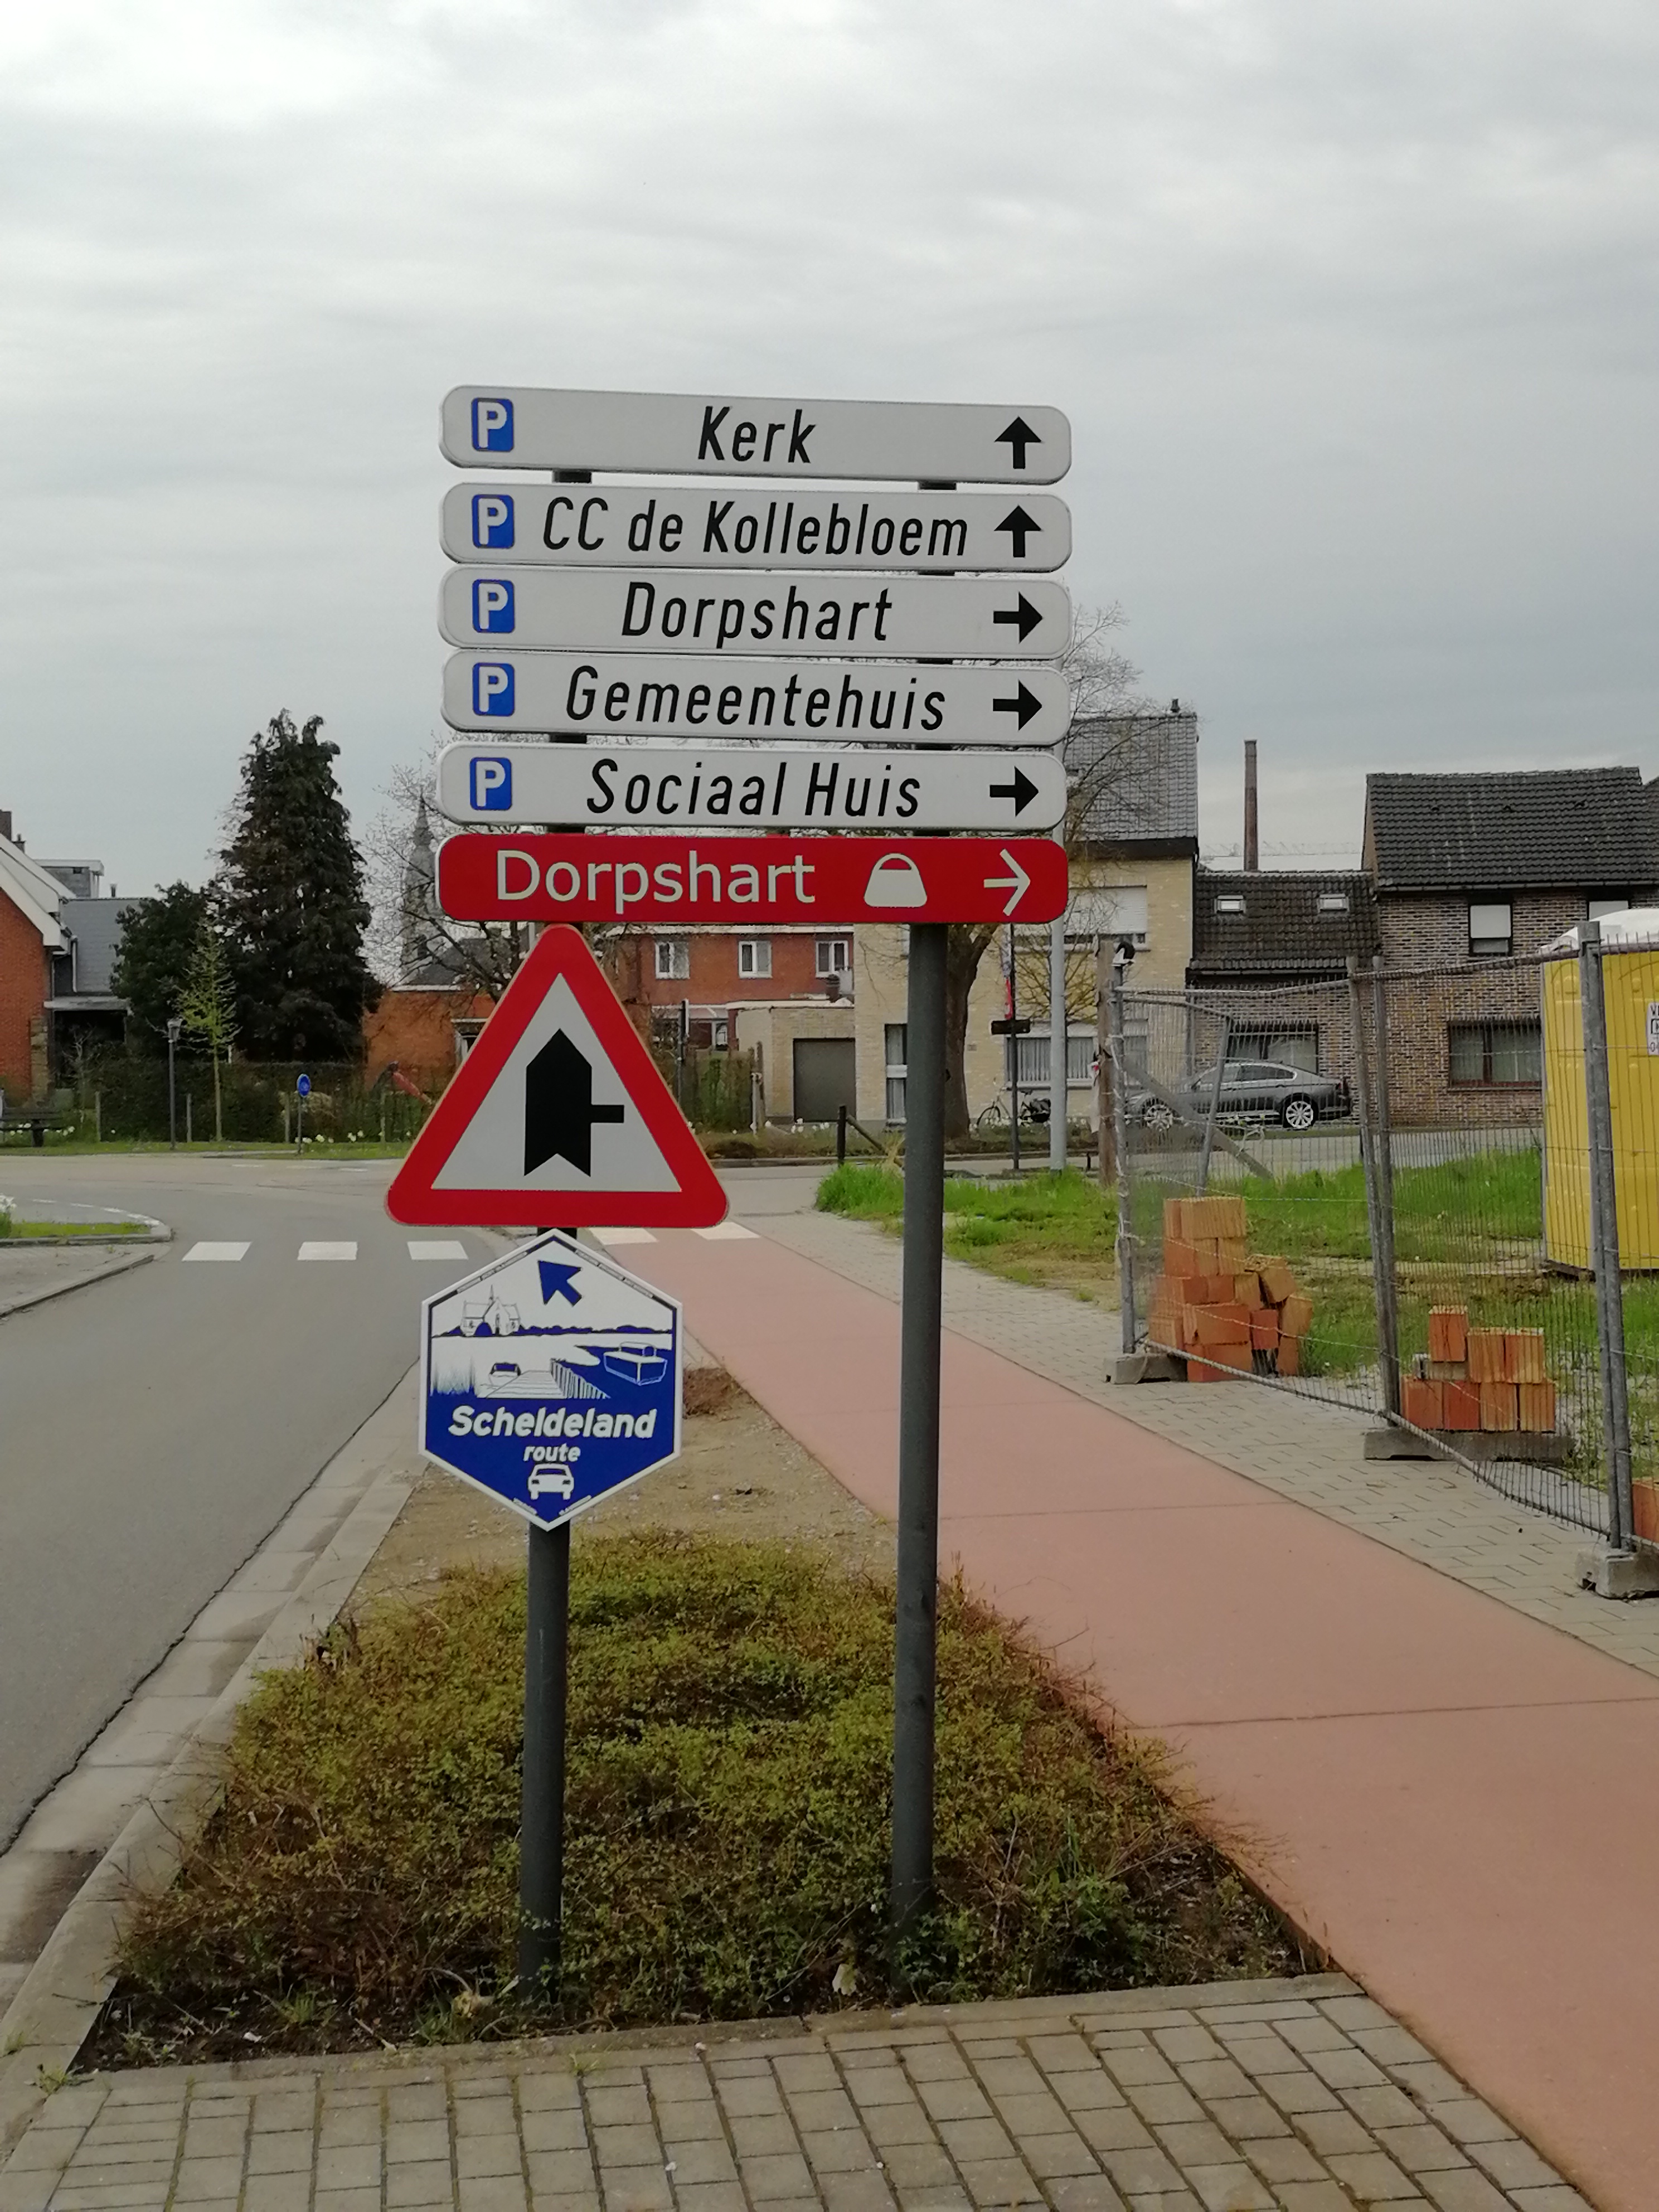 P Kerk
P CC de Kollebloem
P Dorpshart
P Gemeentehuis
P Sociaal Huis
Dorpshart
Scheldeland
route